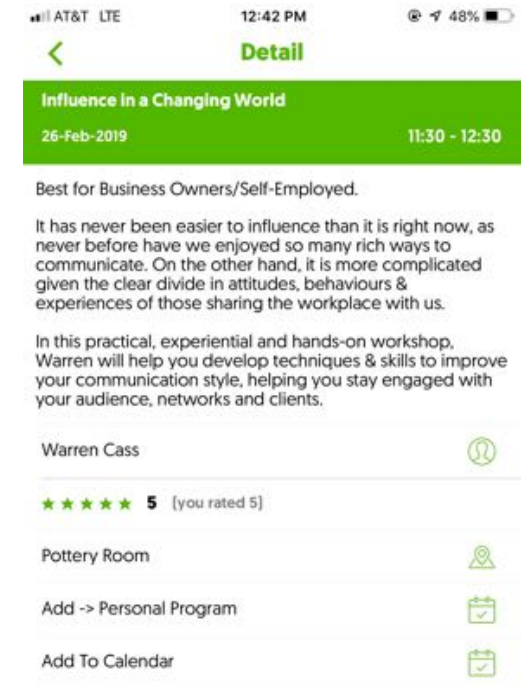 AT&T LTE 12:42 PM 48%
Detail
Influence in a Changing World
26-Feb-2019 11:30 - 12:30
Best for Business Owners/Self-Employed.
It has never been easier to influence than it is right now, as
never before have we enjoyed so many rich ways to
communicate. On the other hand, it is more complicated
given the clear divide in attitudes, behaviours &
experiences of those sharing the workplace with us.
In this practical, experiential and hands-on workshop,
Warren will help you develop techniques & skills to improve
your communication style, helping you stay engaged with
your audience, networks and clients.
Warren Cass
5 (you rated 5)
Pottery Room
Add -> Personal Program
Add To Calendar